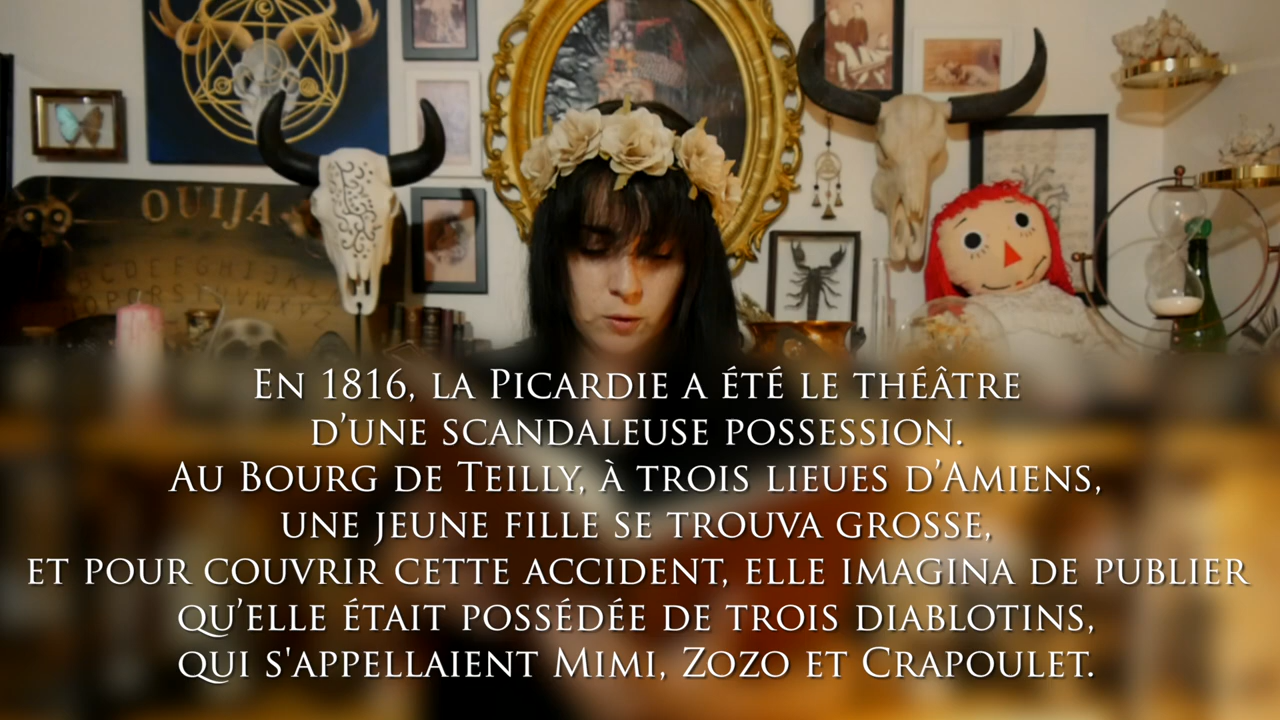 OUIJA
ABCDEFGHIJKL
OPQRSTUVWXYZ
En 1816, la Picardie a été le théâtre
d’une scandaleuse possession.
Au Bourg de Teilly, à trois lieues d’Amiens,
une jeune fille se trouva grosse,
et pour couvrir cette accident, elle imagina de publier
qu’elle était possédée de trois diablotins,
qui s'appellaient Mimi, Zozo et Crapoulet.